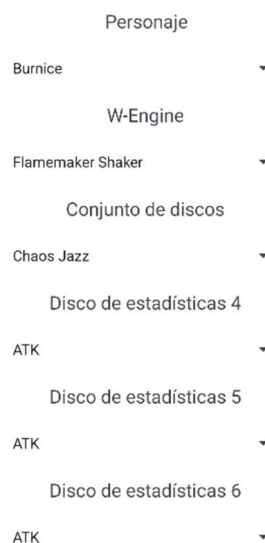 Personaje
Burnice
W-Engine
Flamemaker Shaker
Conjunto de discos
Chaos Jazz
Disco de estadísticas 4
ATK
Disco de estadísticas 5
ATK
Disco de estadísticas 6
ATK